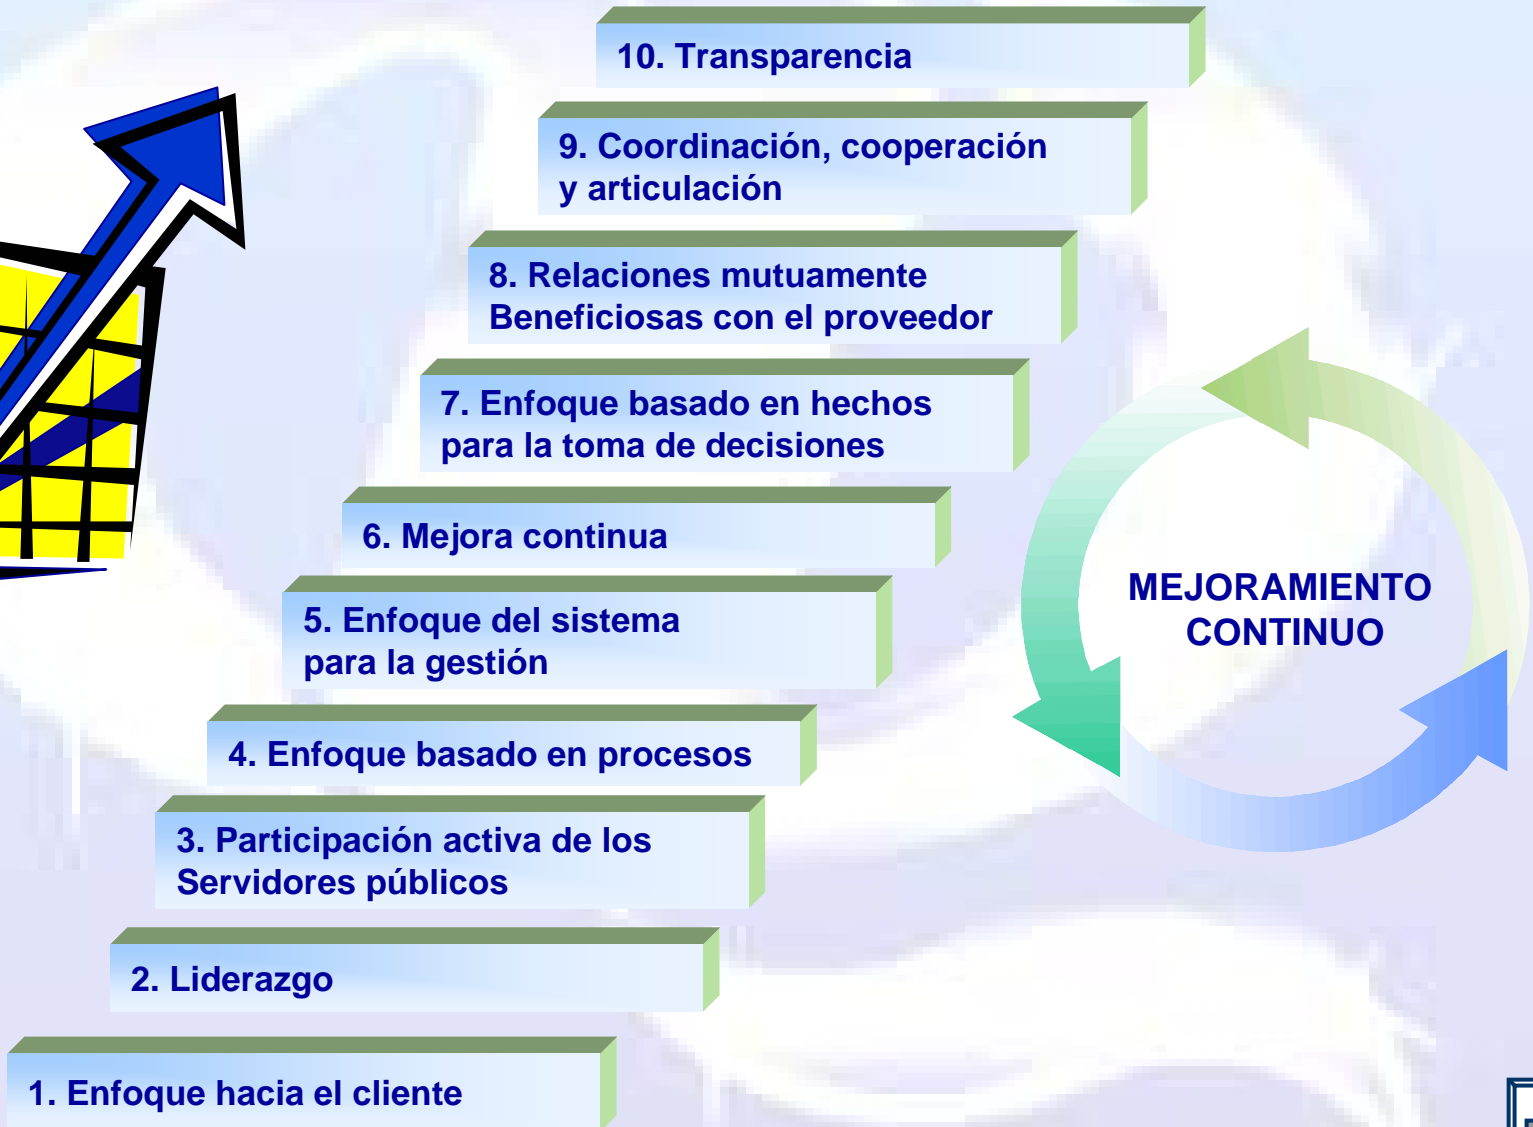 10. Transparencia
9. Coordinación, cooperación
y articulación
8. Relaciones mutuamente
Beneficiosas con el proveedor
7. Enfoque basado en hechos
para la toma de decisiones
6. Mejora continua
5. Enfoque del sistema
para la gestión
4. Enfoque basado en procesos
3. Participación activa de los
Servidores públicos
2. Liderazgo
1. Enfoque hacia el cliente
MEJORAMIENTO
CONTINUO